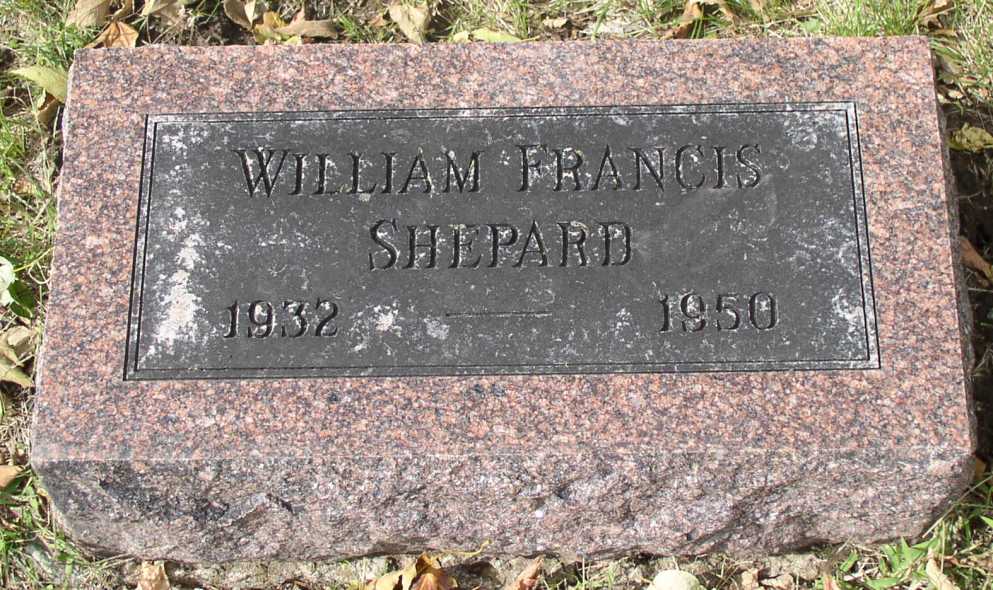 WILLIAM FRANCIS
SHEPARD
1932 — 1950